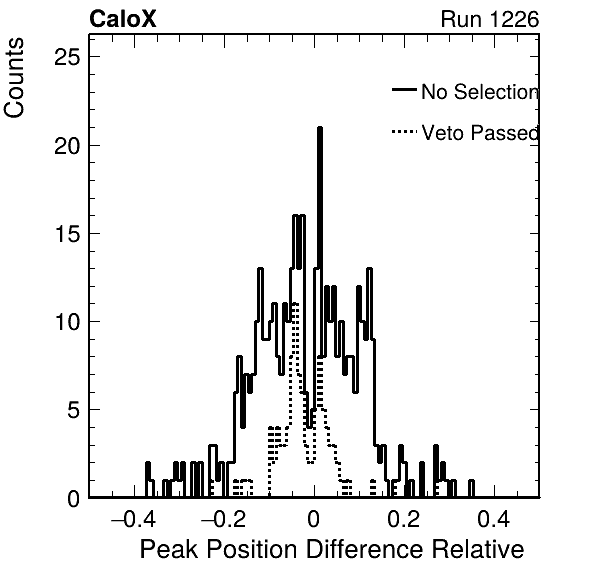 CaloX
Run 1226
Counts
25
20
15
10
5
0
No Selection
Veto Passed
−0.4
−0.2
0
0.2
0.4
Peak Position Difference Relative